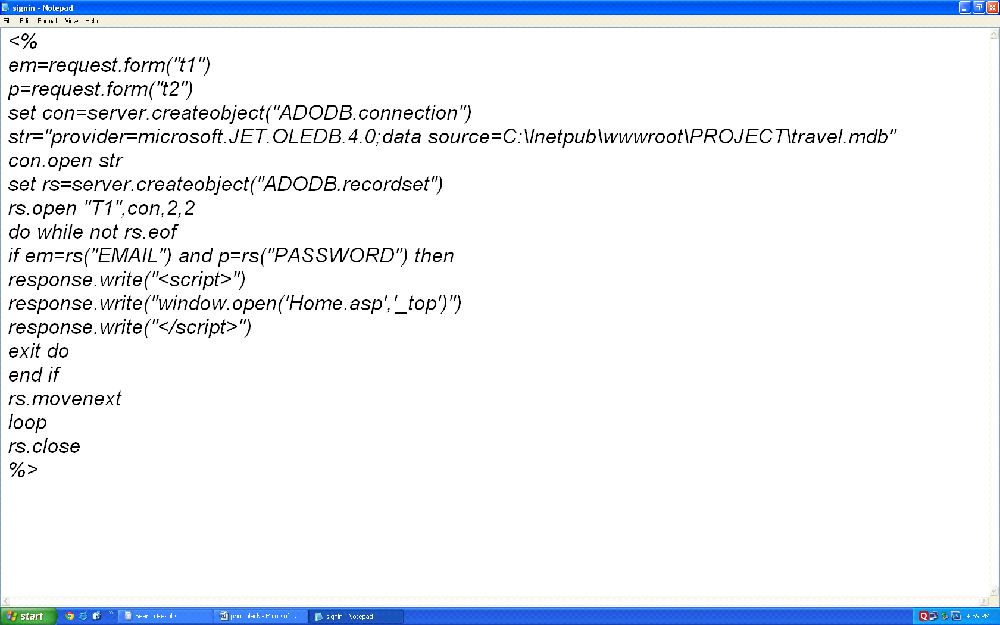 signin - Notepad
File Edit Format View Help
<%
em=request.form("t1")
p=request.form("t2")
set con=server.createobject("ADODB.connection")
str="provider=microsoft.JET.OLEDB.4.0;data source=C:\Inetpub\wwwroot\PROJECT\travel.mdb"
con.open str
set rs=server.createobject("ADODB.recordset")
rs.open "T1",con,2,2
do while not rs.eof
if em=rs("EMAIL") and p=rs("PASSWORD") then
response.write("<script>")
response.write("window.open('Home.asp','_top')")
response.write("</script>")
exit do
end if
rs.movenext
loop
rs.close
%>
start Search Results print black - Microsoft... signin - Notepad Q 4:59 PM